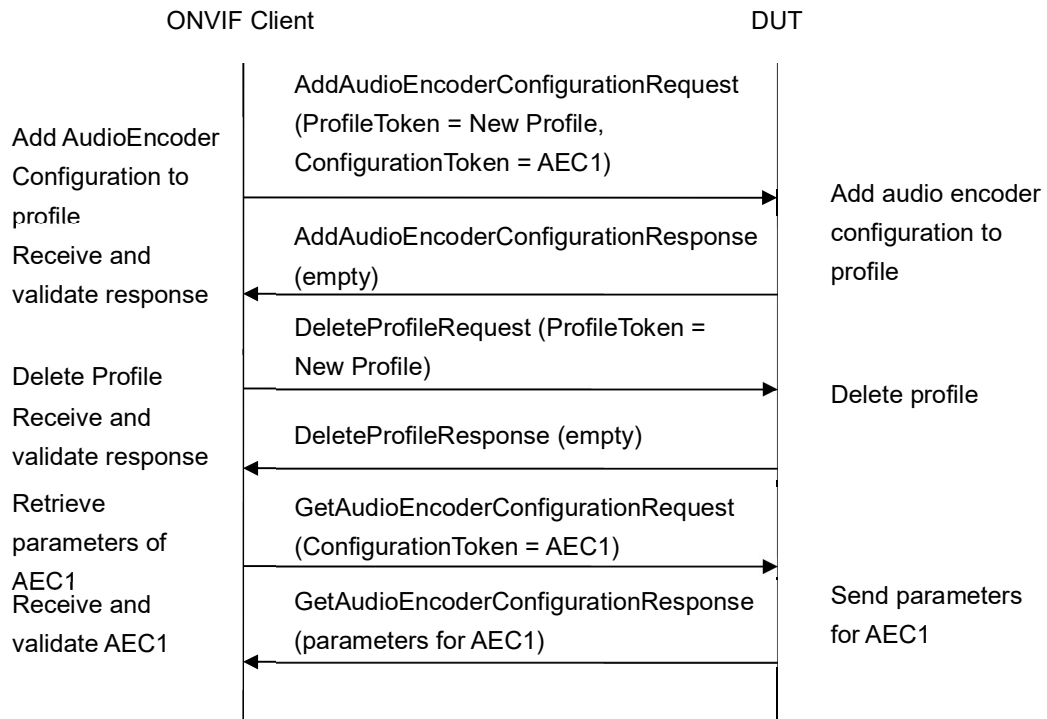 ONVIF Client
DUT
AddAudioEncoderConfigurationRequest
(ProfileToken = New Profile,
ConfigurationToken = AEC1)
Add AudioEncoder
Configuration to
profile
Add audio encoder
configuration to
profile
AddAudioEncoderConfigurationResponse
(empty)
Receive and
validate response
DeleteProfileRequest (ProfileToken =
New Profile)
Delete Profile
Delete profile
Receive and
validate response
DeleteProfileResponse (empty)
Retrieve
parameters of
AEC1
GetAudioEncoderConfigurationRequest
(ConfigurationToken = AEC1)
Receive and
validate AEC1
GetAudioEncoderConfigurationResponse
(parameters for AEC1)
Send parameters
for AEC1